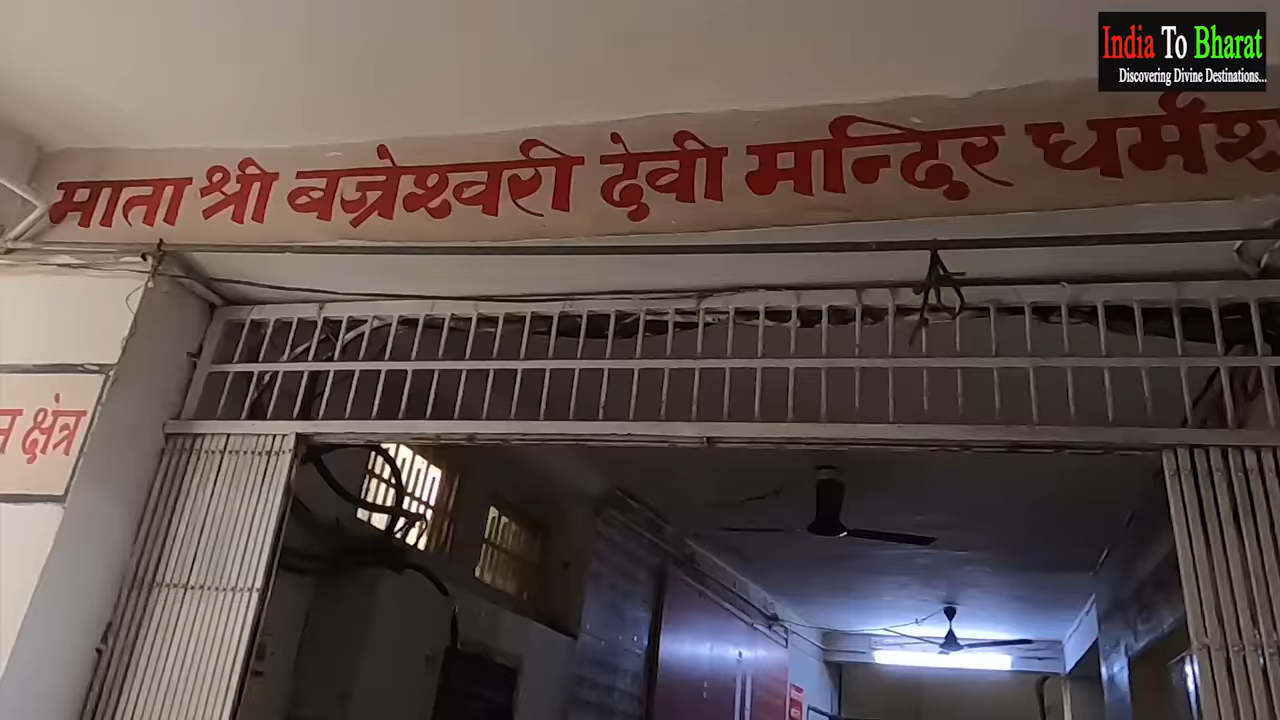 India To Bharat
Discovering Divine Destinations...
माता श्री बज्रेश्वरी देवी मन्दिर
क्षेत्र